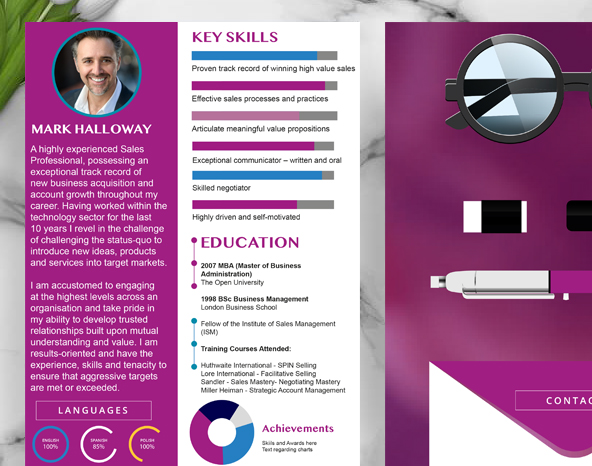 MARK HALLOWAY
A highly experienced Sales
Professional, possessing an
exceptional track record of
new business acquisition and
account growth throughout my
career. Having worked within the
technology sector for the last
10 years I revel in the challenge
of challenging the status-quo to
introduce new ideas, products
and services into target markets.
I am accustomed to engaging
at the highest levels across an
organisation and take pride in
my ability to develop trusted
relationships built upon mutual
understanding and value. I am
results-oriented and have the
experience, skills and tenacity to
ensure that aggressive targets
are met or exceeded.
LANGUAGES
ENGLISH
100%
SPANISH
85%
POLISH
100%
KEY SKILLS
Proven track record of winning high value sales
Effective sales processes and practices
Articulate meaningful value propositions
Exceptional communicator – written and oral
Skilled negotiator
Highly driven and self-motivated
EDUCATION
2007 MBA (Master of Business
Administration)
The Open University
1998 BSc Business Management
London Business School
Fellow of the Institute of Sales Management
(ISM)
Training Courses Attended:
Huthwaite International - SPIN Selling
Lore International - Facilitative Selling
Sandler - Sales Mastery- Negotiating Mastery
Miller Heiman - Strategic Account Management
Achievements
Skills and Awards here
Text regarding charts
CONTAC